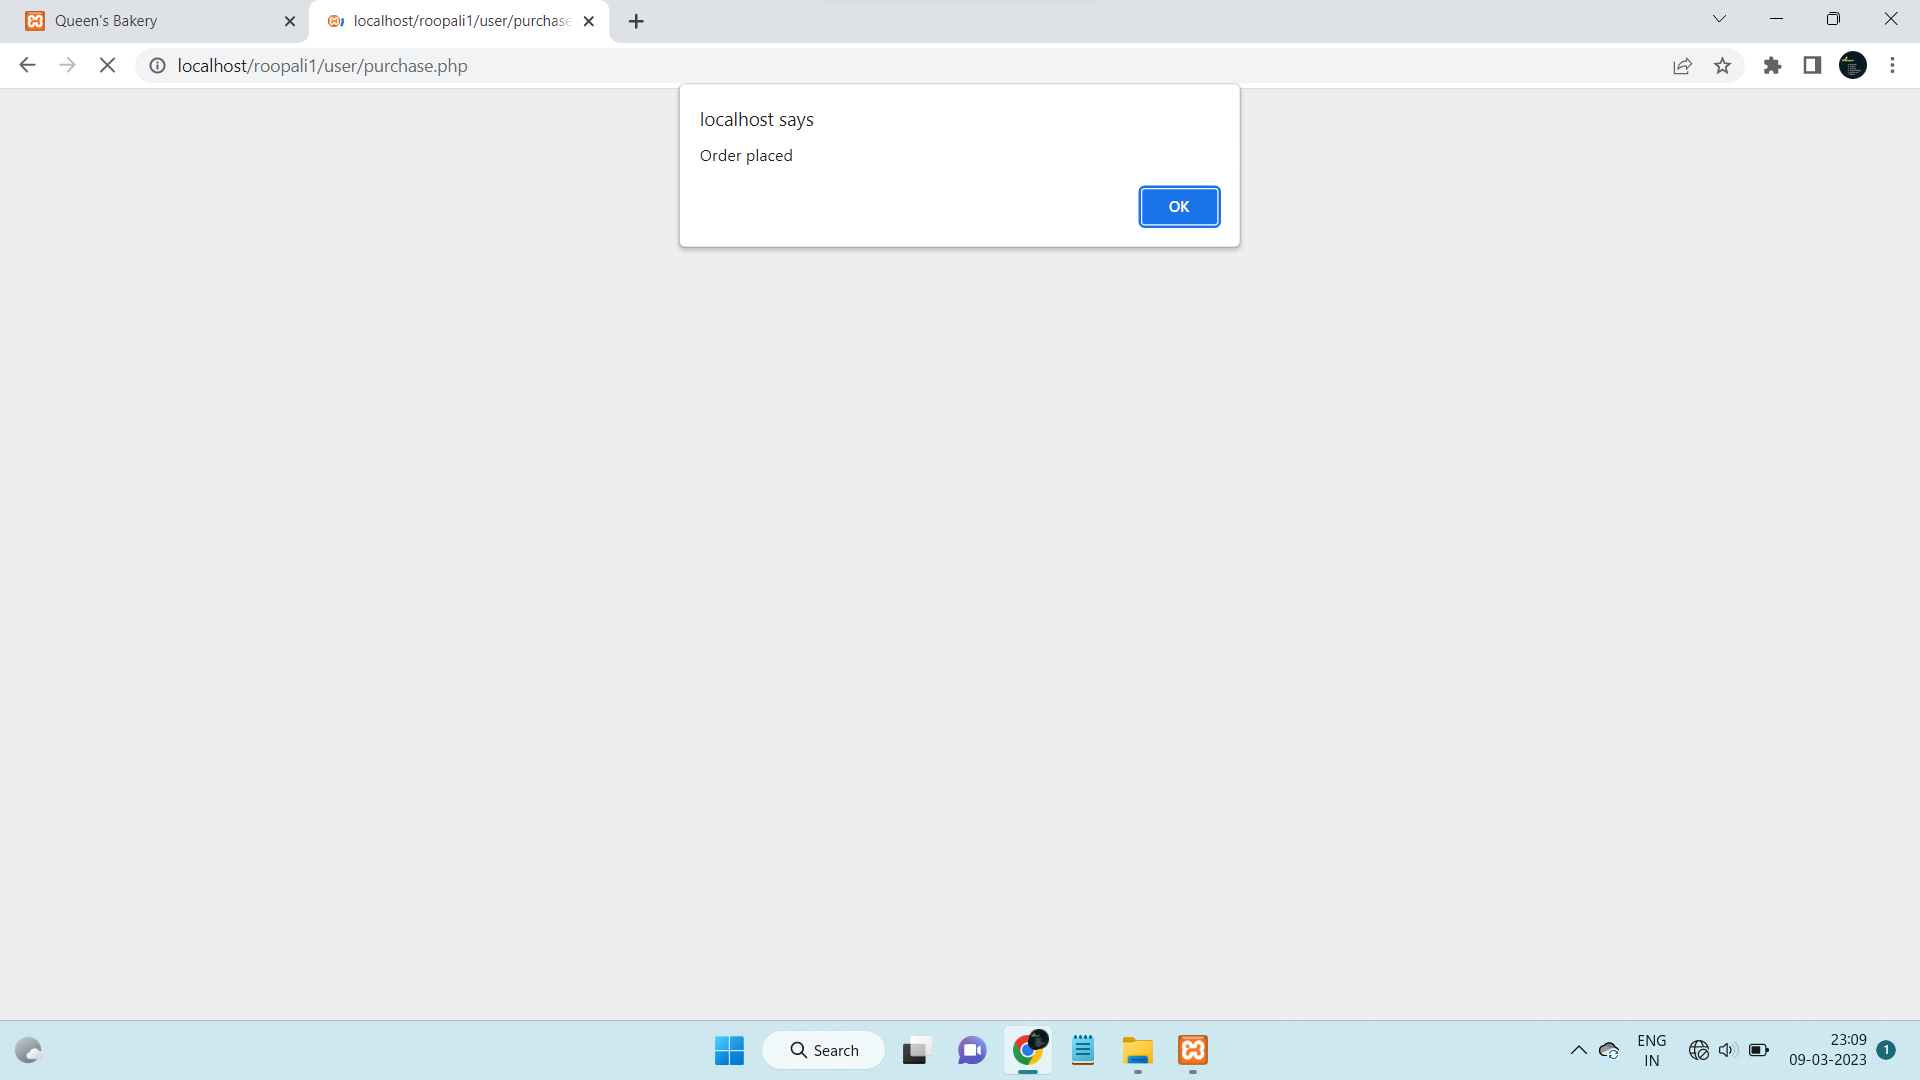 Queen's Bakery
localhost/roopali1/user/purchase
localhost/roopali1/user/purchase.php
localhost says
Order placed
OK
Search
ENG
IN
23:09
09-03-2023
1